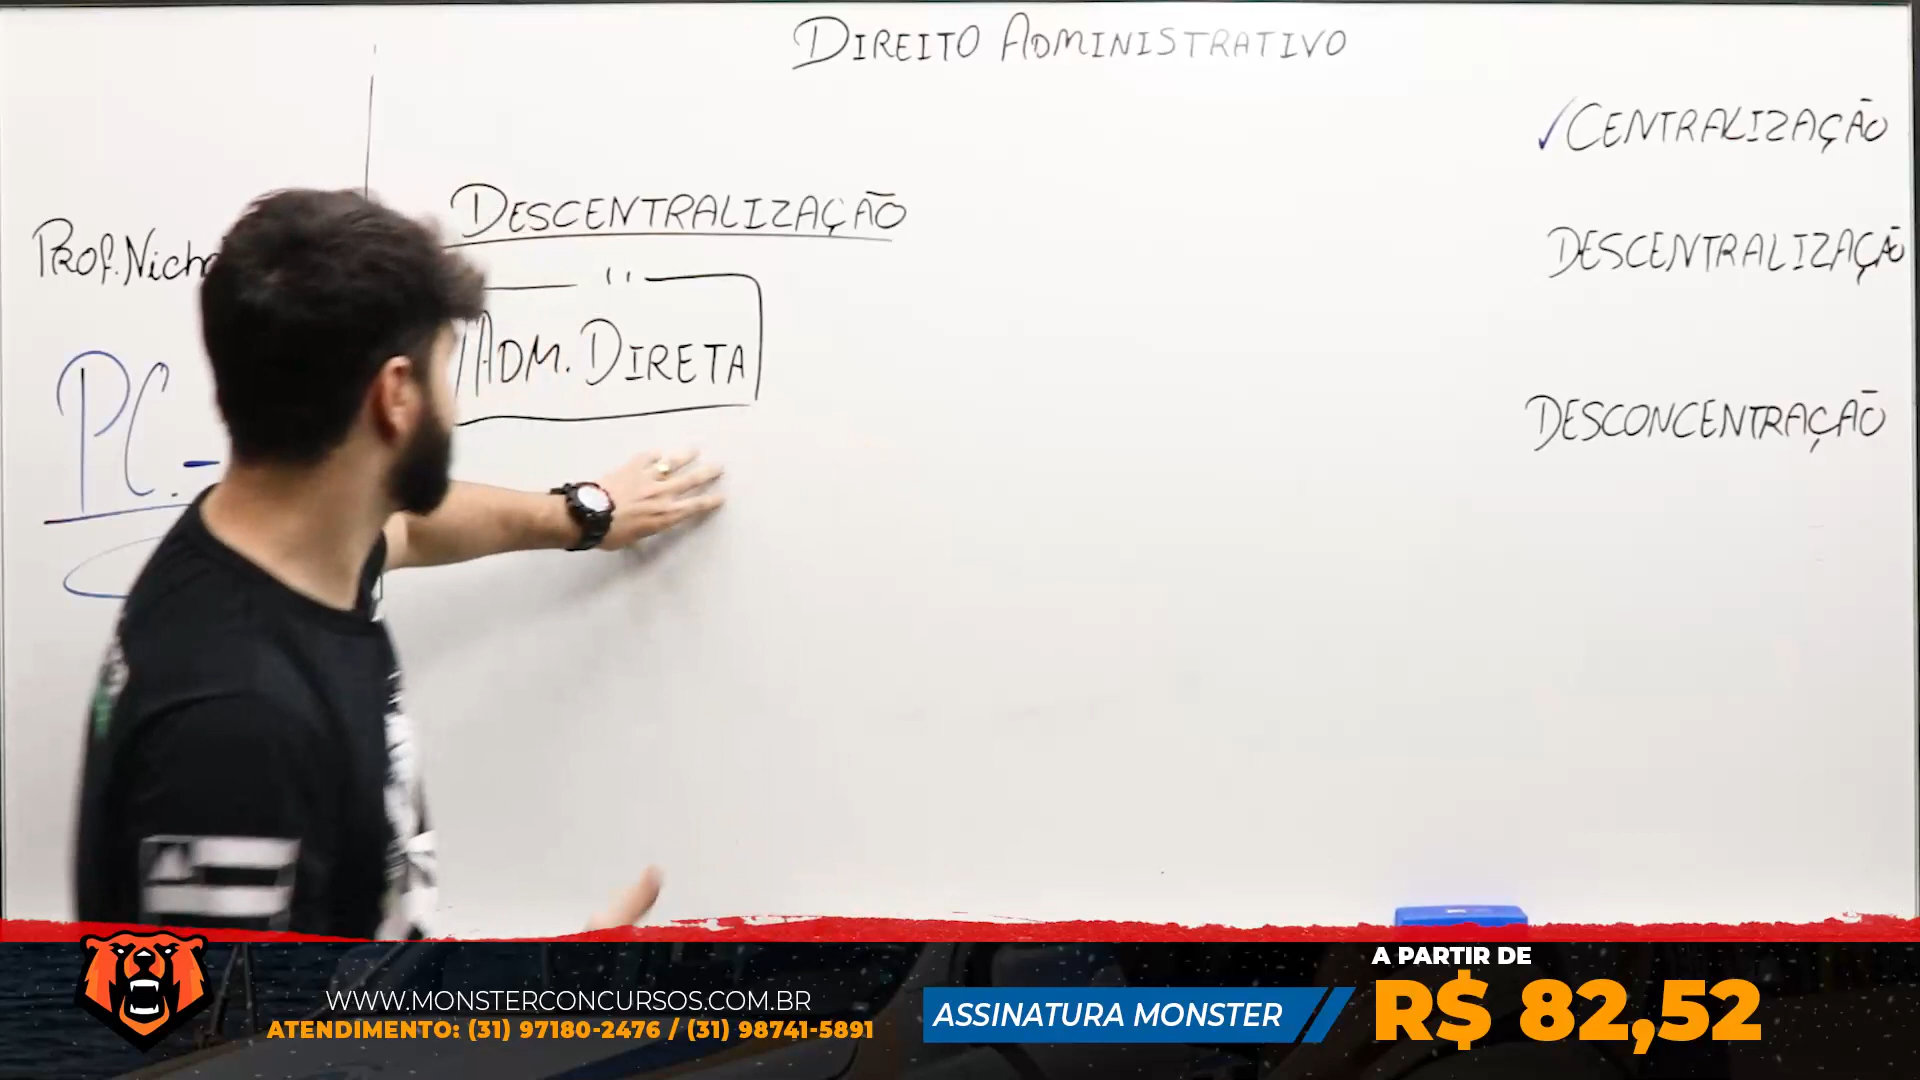 DIREITO ADMINISTRATIVO
✓CENTRALIZAÇÃO
DESCENTRALIZAÇÃO
DESCONCENTRAÇÃO
DESCENTRALIZAÇÃO
ADM. DIRETA
PROF.
PC.-
WWW.MONSTERCONCURSOS.COM.BR
ATENDIMENTO: (31) 97180-2476 / (31) 98741-5891
ASSINATURA MONSTER
A PARTIR DE
R$ 82,52